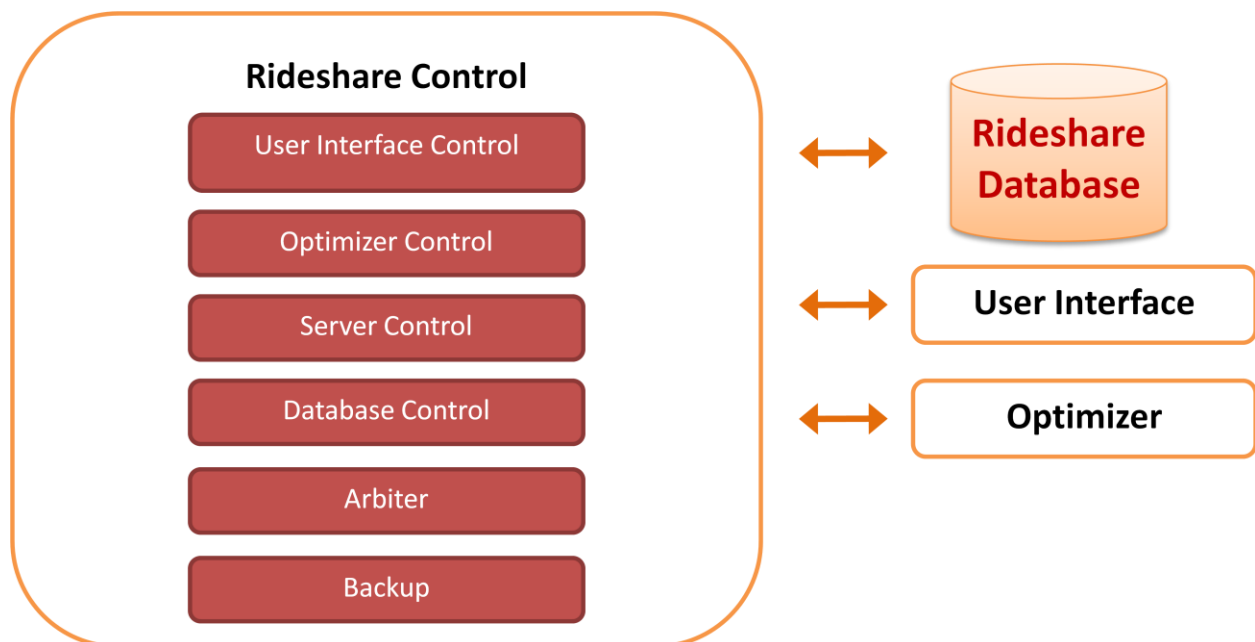 Rideshare Control
User Interface Control
Optimizer Control
Server Control
Database Control
Arbiter
Backup
Rideshare
Database
User Interface
Optimizer